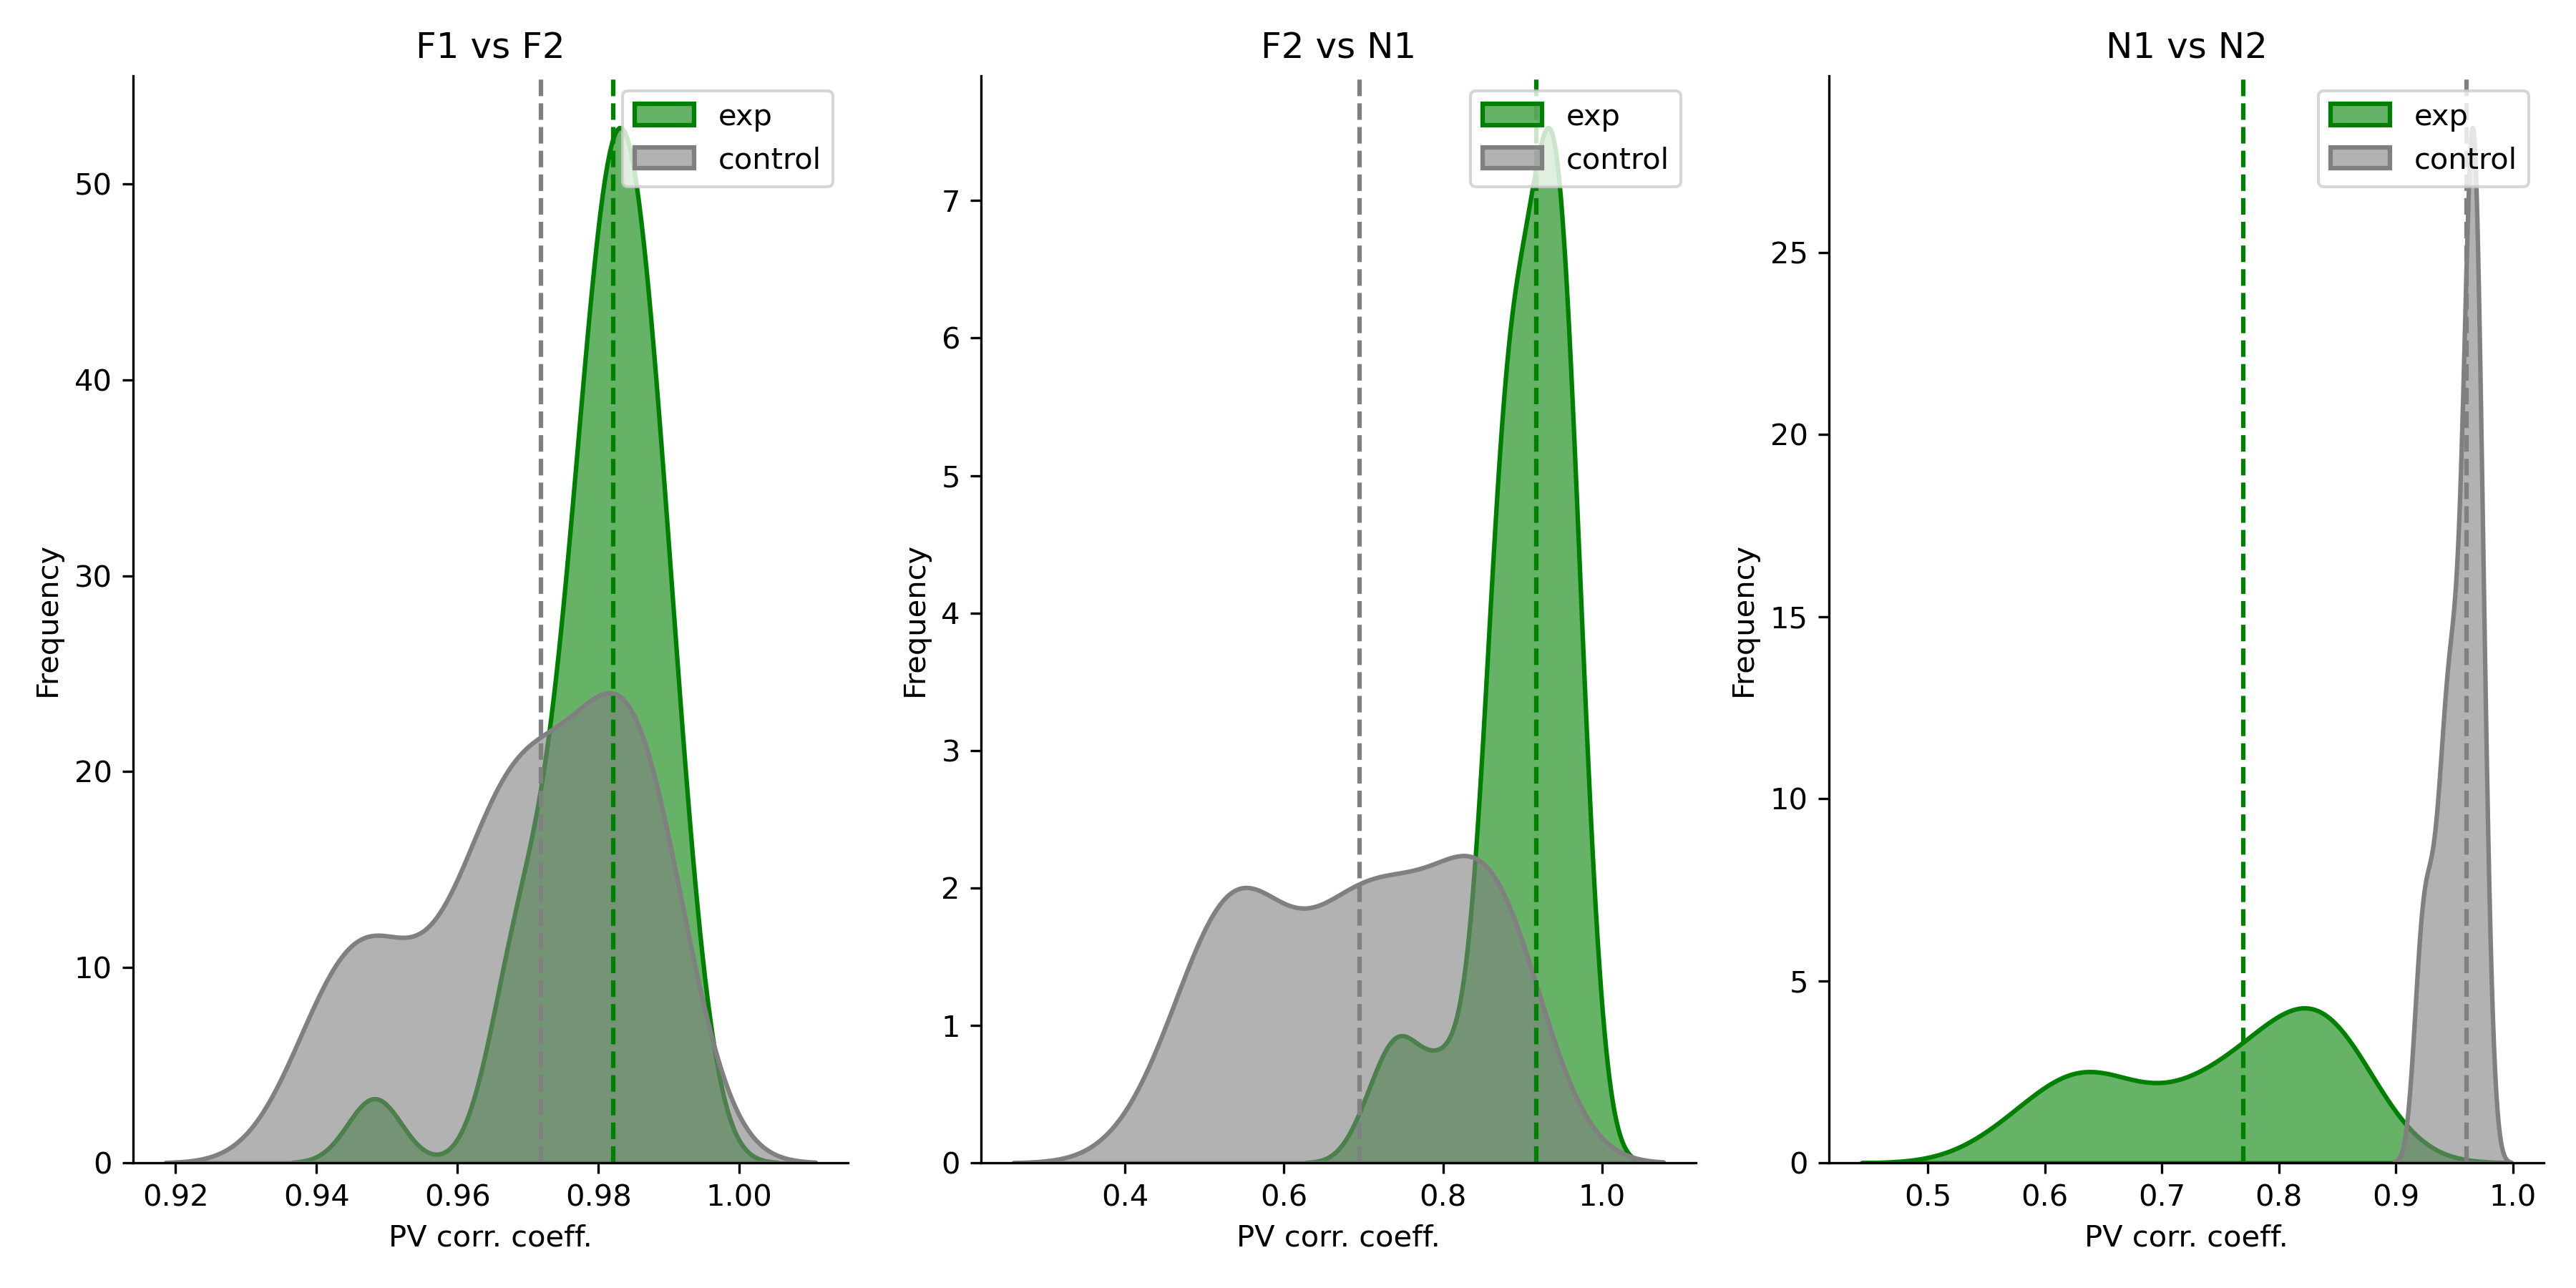 F1 vs F2
exp
control
50
40
30
20
10
0
Frequency
0.92 0.94 0.96 0.98 1.00
PV corr. coeff.
F2 vs N1
exp
control
7
6
5
4
3
2
1
0
Frequency
0.4 0.6 0.8 1.0
PV corr. coeff.
N1 vs N2
exp
control
25
20
15
10
5
0
Frequency
0.5 0.6 0.7 0.8 0.9 1.0
PV corr. coeff.